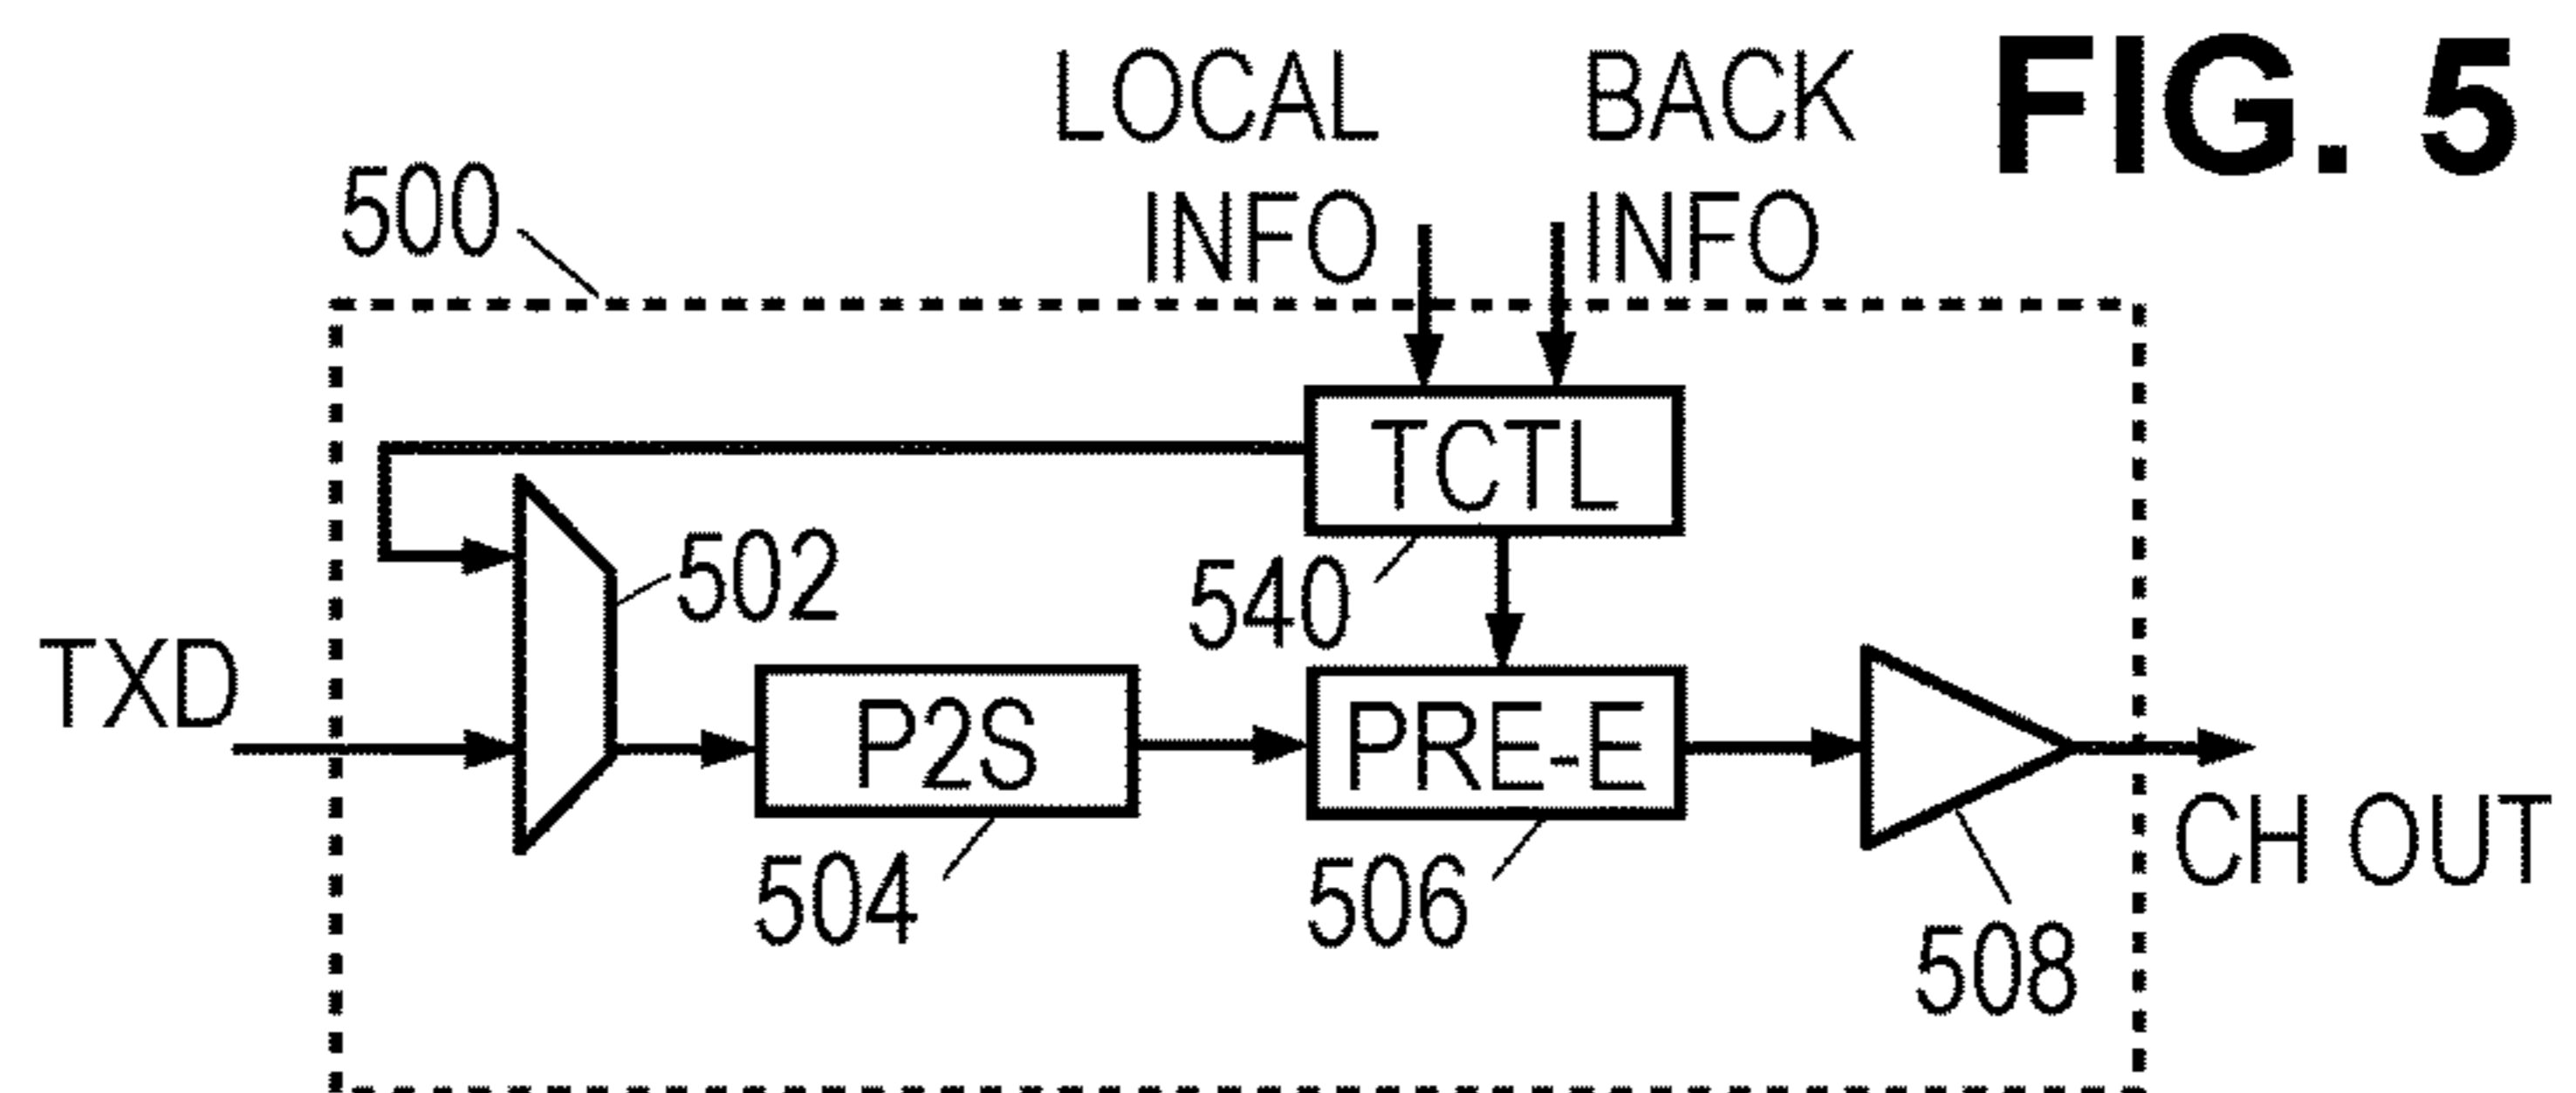 FIG. 5
LOCAL
INFO
BACK
INFO
500
TCTL
540
502
TXD
P2S
504
PRE-E
506
508
CH OUT